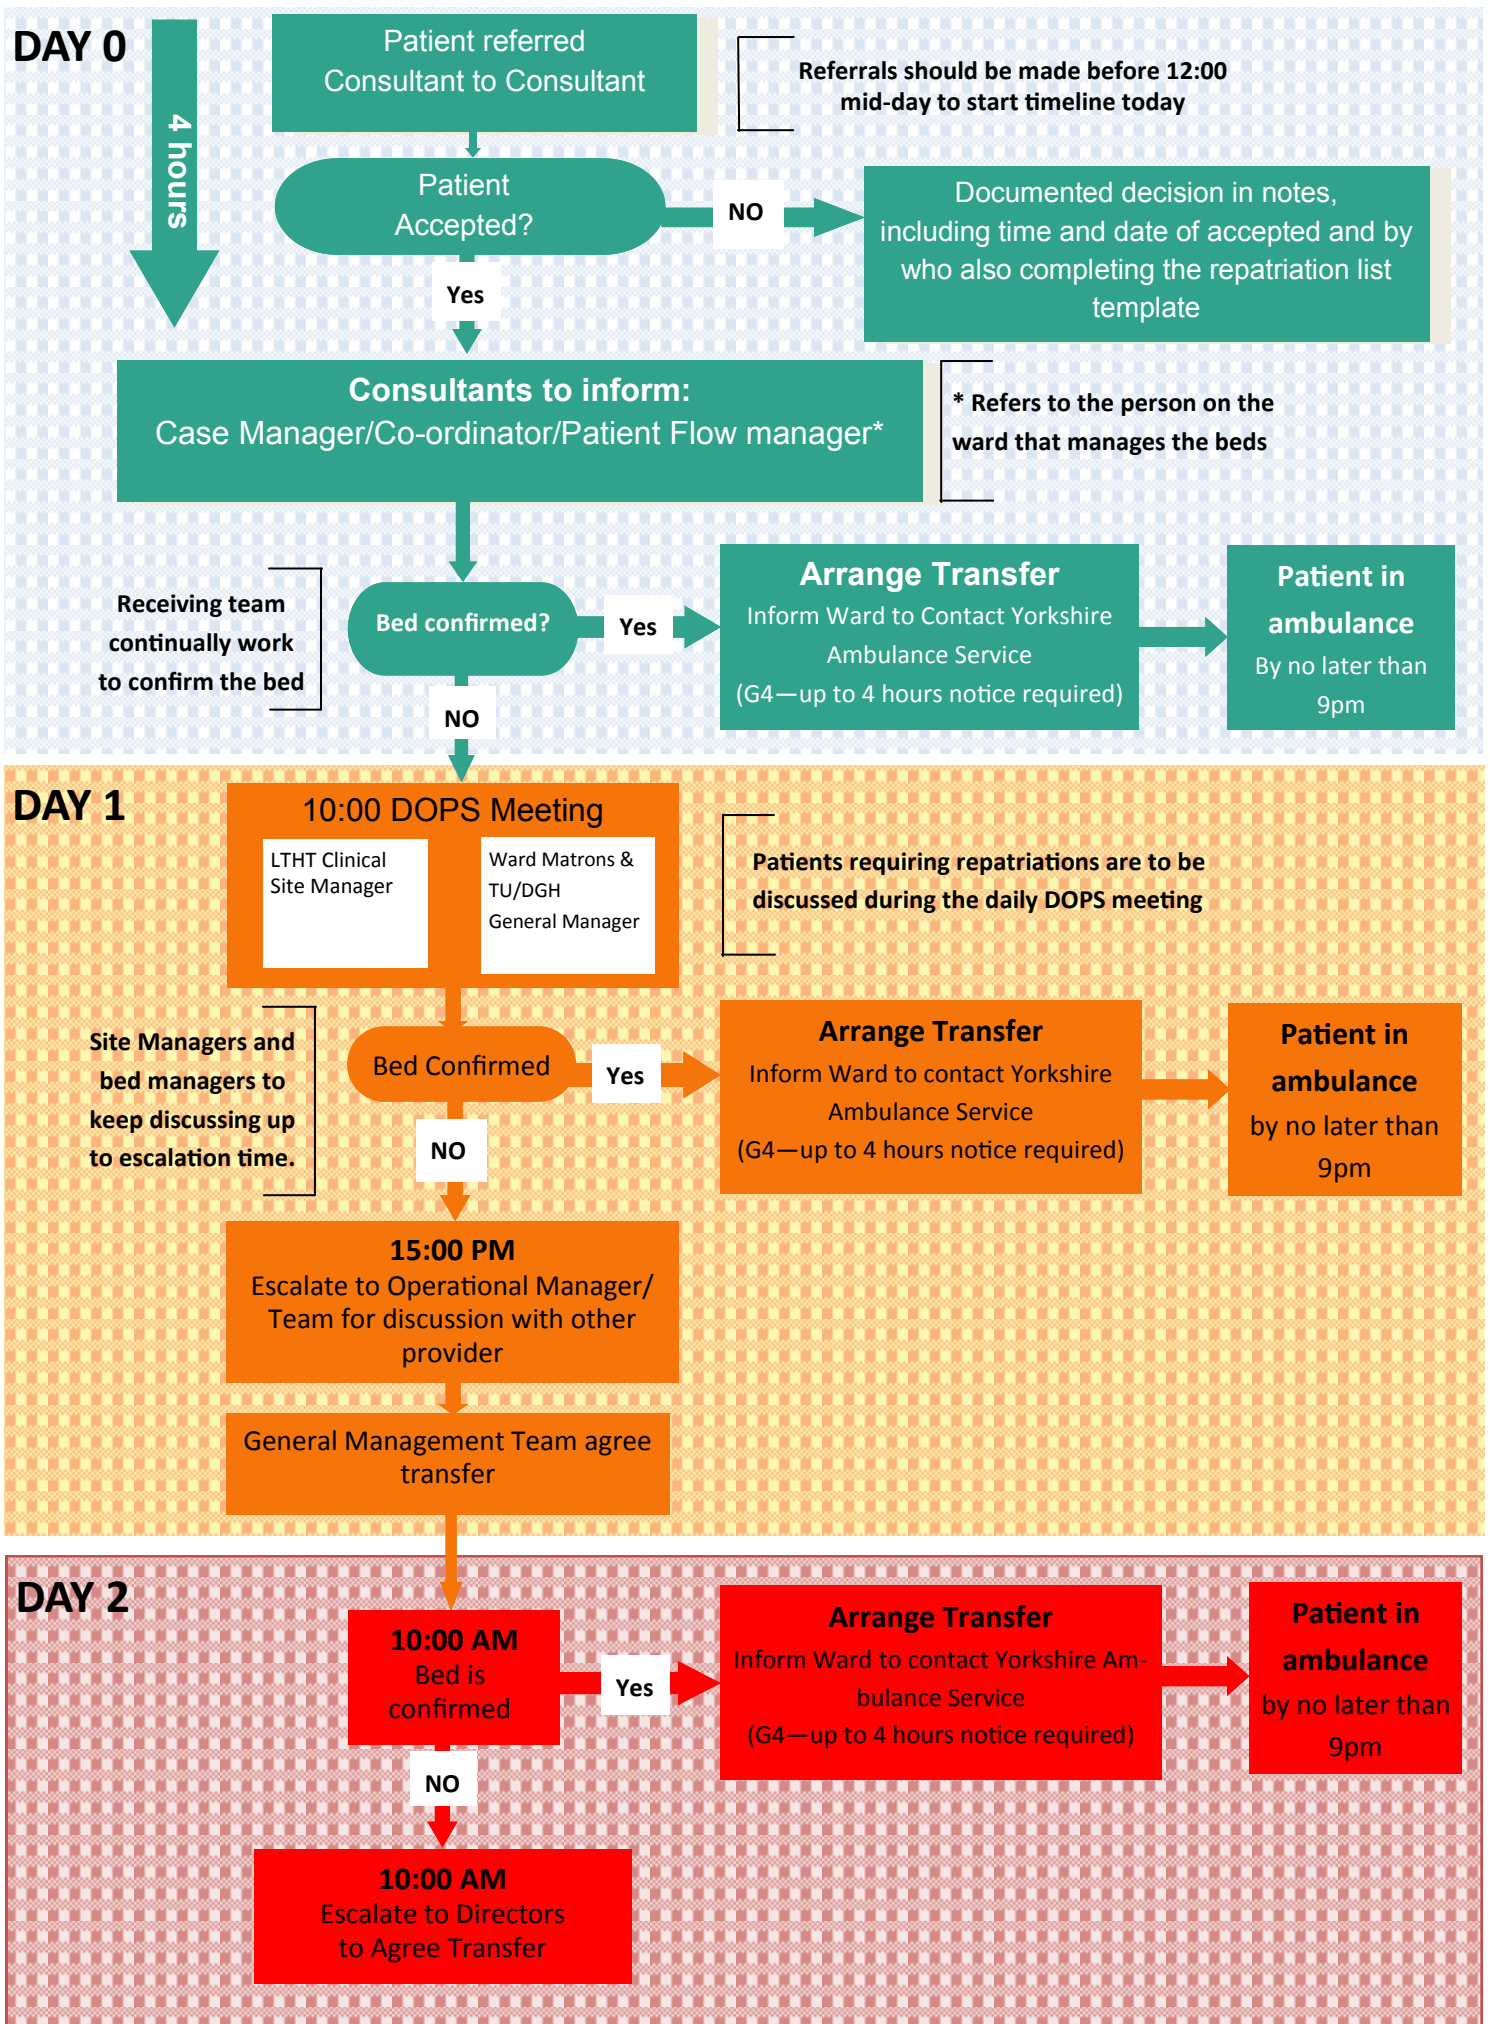 DAY 0
4 hours
Patient referred
Consultant to Consultant
Referrals should be made before 12:00
mid-day to start timeline today
Patient
Accepted?
NO
Documented decision in notes,
including time and date of accepted and by
who also completing the repatriation list
template
Yes
Consultants to inform:
Case Manager/Co-ordinator/Patient Flow manager*
* Refers to the person on the
ward that manages the beds
Receiving team
continually work
to confirm the bed
Bed confirmed?
Yes
Arrange Transfer
Inform Ward to Contact Yorkshire
Ambulance Service
(G4—up to 4 hours notice required)
Patient in
ambulance
By no later than
9pm
NO
DAY 1
10:00 DOPS Meeting
LTHT Clinical
Site Manager
Ward Matrons &
TU/DGH
General Manager
Patients requiring repatriations are to be
discussed during the daily DOPS meeting
Site Managers and
bed managers to
keep discussing up
to escalation time.
Bed Confirmed
Yes
Arrange Transfer
Inform Ward to contact Yorkshire
Ambulance Service
(G4—up to 4 hours notice required)
Patient in
ambulance
by no later than
9pm
NO
15:00 PM
Escalate to Operational Manager/
Team for discussion with other
provider
General Management Team agree
transfer
DAY 2
10:00 AM
Bed is
confirmed
Yes
Arrange Transfer
Inform Ward to contact Yorkshire Am-
bulance Service
(G4—up to 4 hours notice required)
Patient in
ambulance
by no later than
9pm
NO
10:00 AM
Escalate to Directors
to Agree Transfer